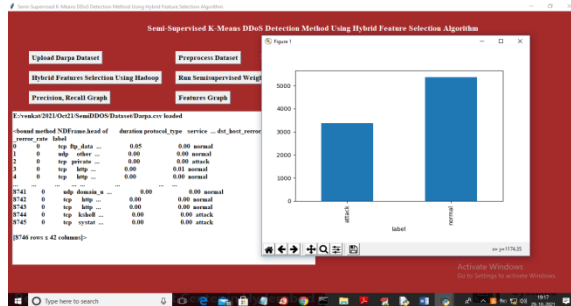 Semi-Supervised K-Means DDoS Detection Method Using Hybrid Feature Selection Algorithm
Semi-Supervised K-Means DDoS Detection Method Using Hybrid Feature Selection Algorithm
Upload Darpa Dataset
Preprocess Dataset
Hybrid Features Selection Using Hadoop
Run Semisupervised Weigh
Precision, Recall Graph
Features Graph
E:/venkat/2021/Oct21/SemiDDOS/Dataset/Darpa.csv loaded
<bound method NDFrame.head of duration protocol_type service ... dst_host_rerror
_rerror_rate label
0 0 tcp ftp_data ... 0.05 0.00 normal
1 0 udp other ... 0.00 0.00 normal
2 0 tcp private ... 0.00 0.00 attack
3 0 tcp http ... 0.00 0.01 normal
4 0 tcp http ... 0.00 0.00 normal
... ... ... ... ... ... ...
8741 0 udp domain_u ... 0.00 0.00 normal
8742 0 tcp http ... 0.00 0.00 normal
8743 0 tcp http ... 0.00 0.00 normal
8744 0 tcp kshell ... 0.00 0.00 attack
8745 0 tcp systat ... 0.00 0.00 attack
[8746 rows x 42 columns]>
Figure 1
5000
4000
3000
2000
1000
0
attack
normal
label
y=1174.25
Activate Windows
Go to Settings to activate Windows.
Type here to search
19:17
29-10-2021